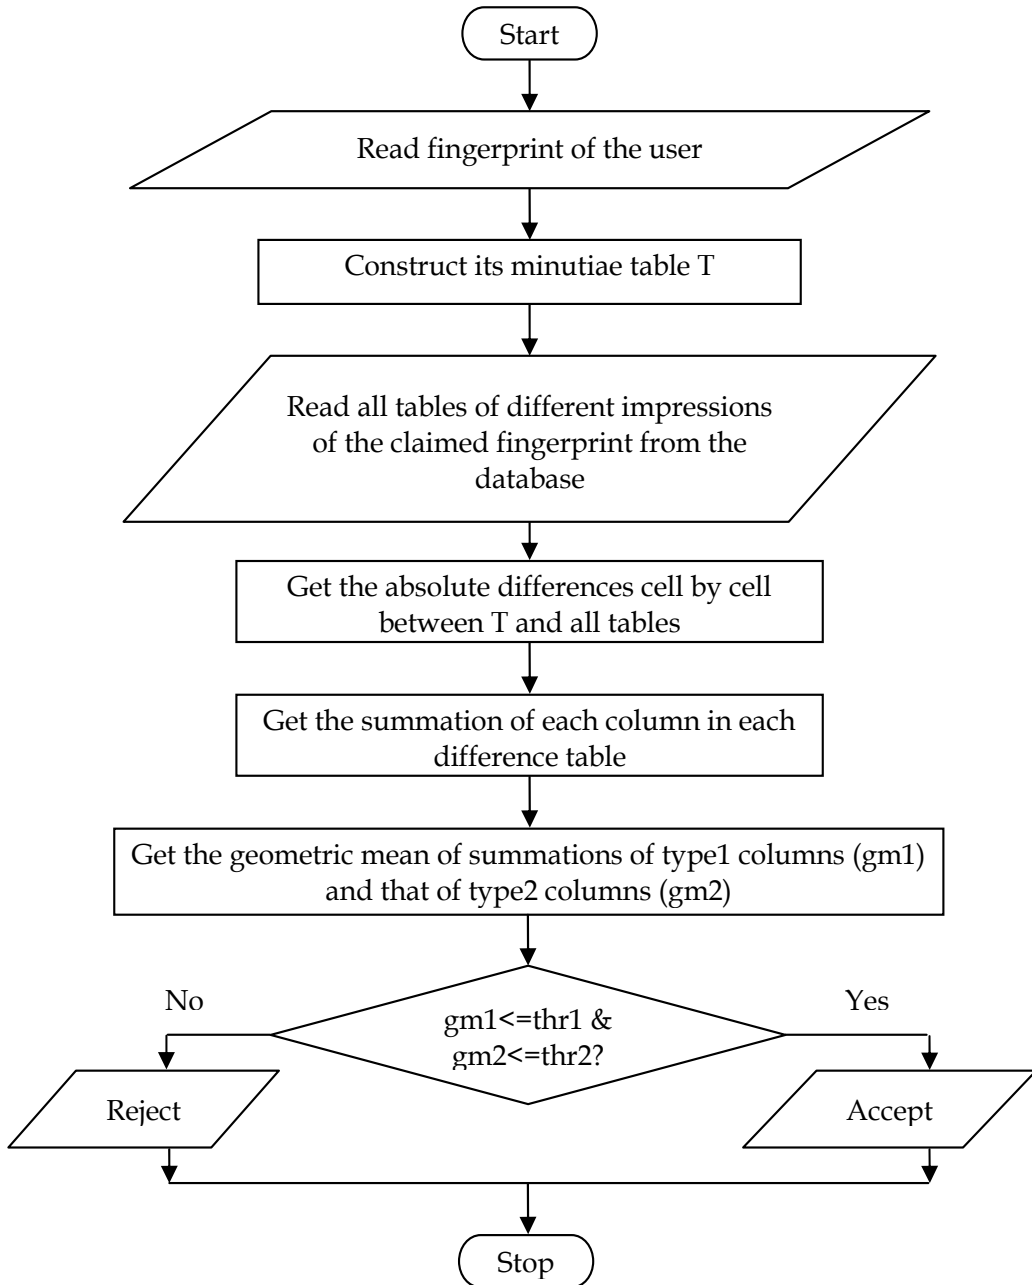 Start
Read fingerprint of the user
Construct its minutiae table T
Read all tables of different impressions
of the claimed fingerprint from the
database
Get the absolute differences cell by cell
between T and all tables
Get the summation of each column in each
difference table
Get the geometric mean of summations of type1 columns (gm1)
and that of type2 columns (gm2)
No
Yes
gm1<=thr1 &
gm2<=thr2?
Reject
Accept
Stop